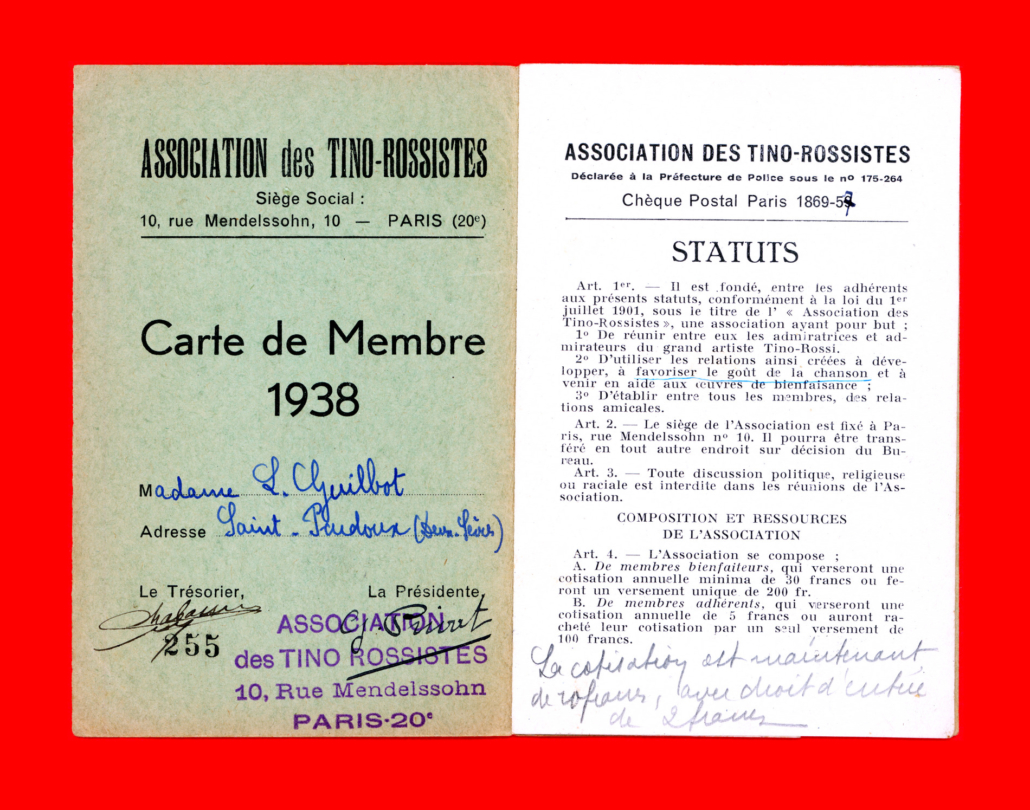 ASSOCIATION des TINO-ROSSISTES
Siège Social :
10, rue Mendelssohn, 10 — PARIS (20e)
Carte de Membre
1938
Madame L. Guilbot
Adresse Saint-Pardoux (Deux-Sèvres)
Le Trésorier, La Présidente,
255
ASSOCIATION
des TINO ROSSISTES
10, Rue Mendelssohn
PARIS-20e
ASSOCIATION DES TINO-ROSSISTES
Déclarée à la Préfecture de Police sous le nº 175-264
Chèque Postal Paris 1869-57
STATUTS
Art. 1er. — Il est fondé, entre les adhérents
aux présents statuts, conformément à la loi du 1er
juillet 1901, sous le titre de l' « Association des
Tino-Rossistes », une association ayant pour but ;
1º De réunir entre eux les admiratrices et ad-
mirateurs du grand artiste Tino-Rossi.
2º D'utiliser les relations ainsi créées à déve-
lopper, à favoriser le goût de la chanson et à
venir en aide aux œuvres de bienfaisance ;
3º D'établir entre tous les membres, des rela-
tions amicales.
Art. 2. — Le siège de l'Association est fixé à Pa-
ris, rue Mendelssohn nº 10. Il pourra être trans-
féré en tout autre endroit sur décision du Bu-
reau.
Art. 3. — Toute discussion politique, religieuse
ou raciale est interdite dans les réunions de l'As-
sociation.
COMPOSITION ET RESSOURCES
DE L'ASSOCIATION
Art. 4. — L'Association se compose ;
A. De membres bienfaiteurs, qui verseront une
cotisation annuelle minima de 30 francs ou fe-
ront un versement unique de 200 fr.
B. De membres adhérents, qui verseront une
cotisation annuelle de 5 francs ou auront ra-
cheté leur cotisation par un seul versement de
100 francs.
La cotisation est maintenant
de 10 francs, avec droit d'entrée
de 2 francs